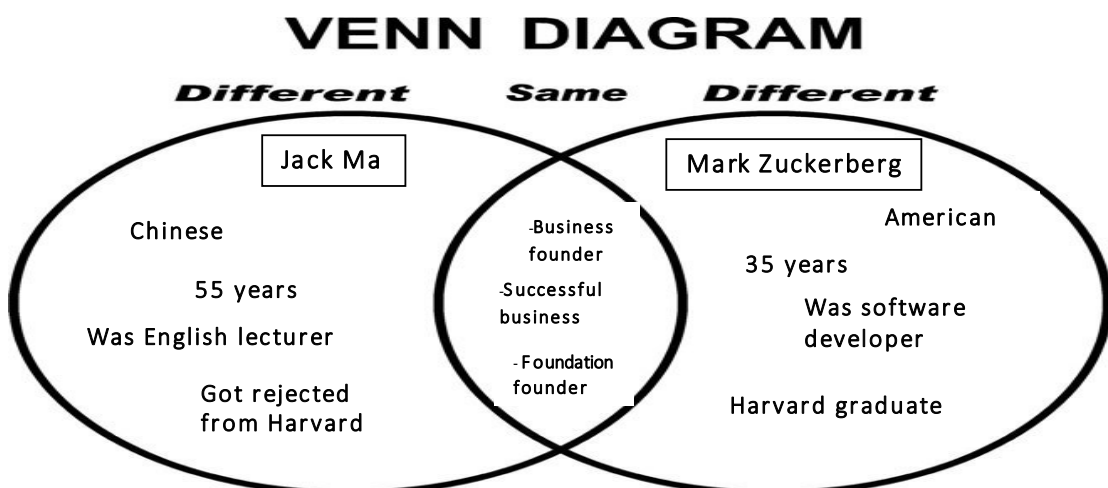 VENN DIAGRAM
Different
Same
Different
Jack Ma
Chinese
55 years
Was English lecturer
Got rejected
from Harvard
-Business
founder
-Successful
business
- Foundation
founder
Mark Zuckerberg
American
35 years
Was software
developer
Harvard graduate